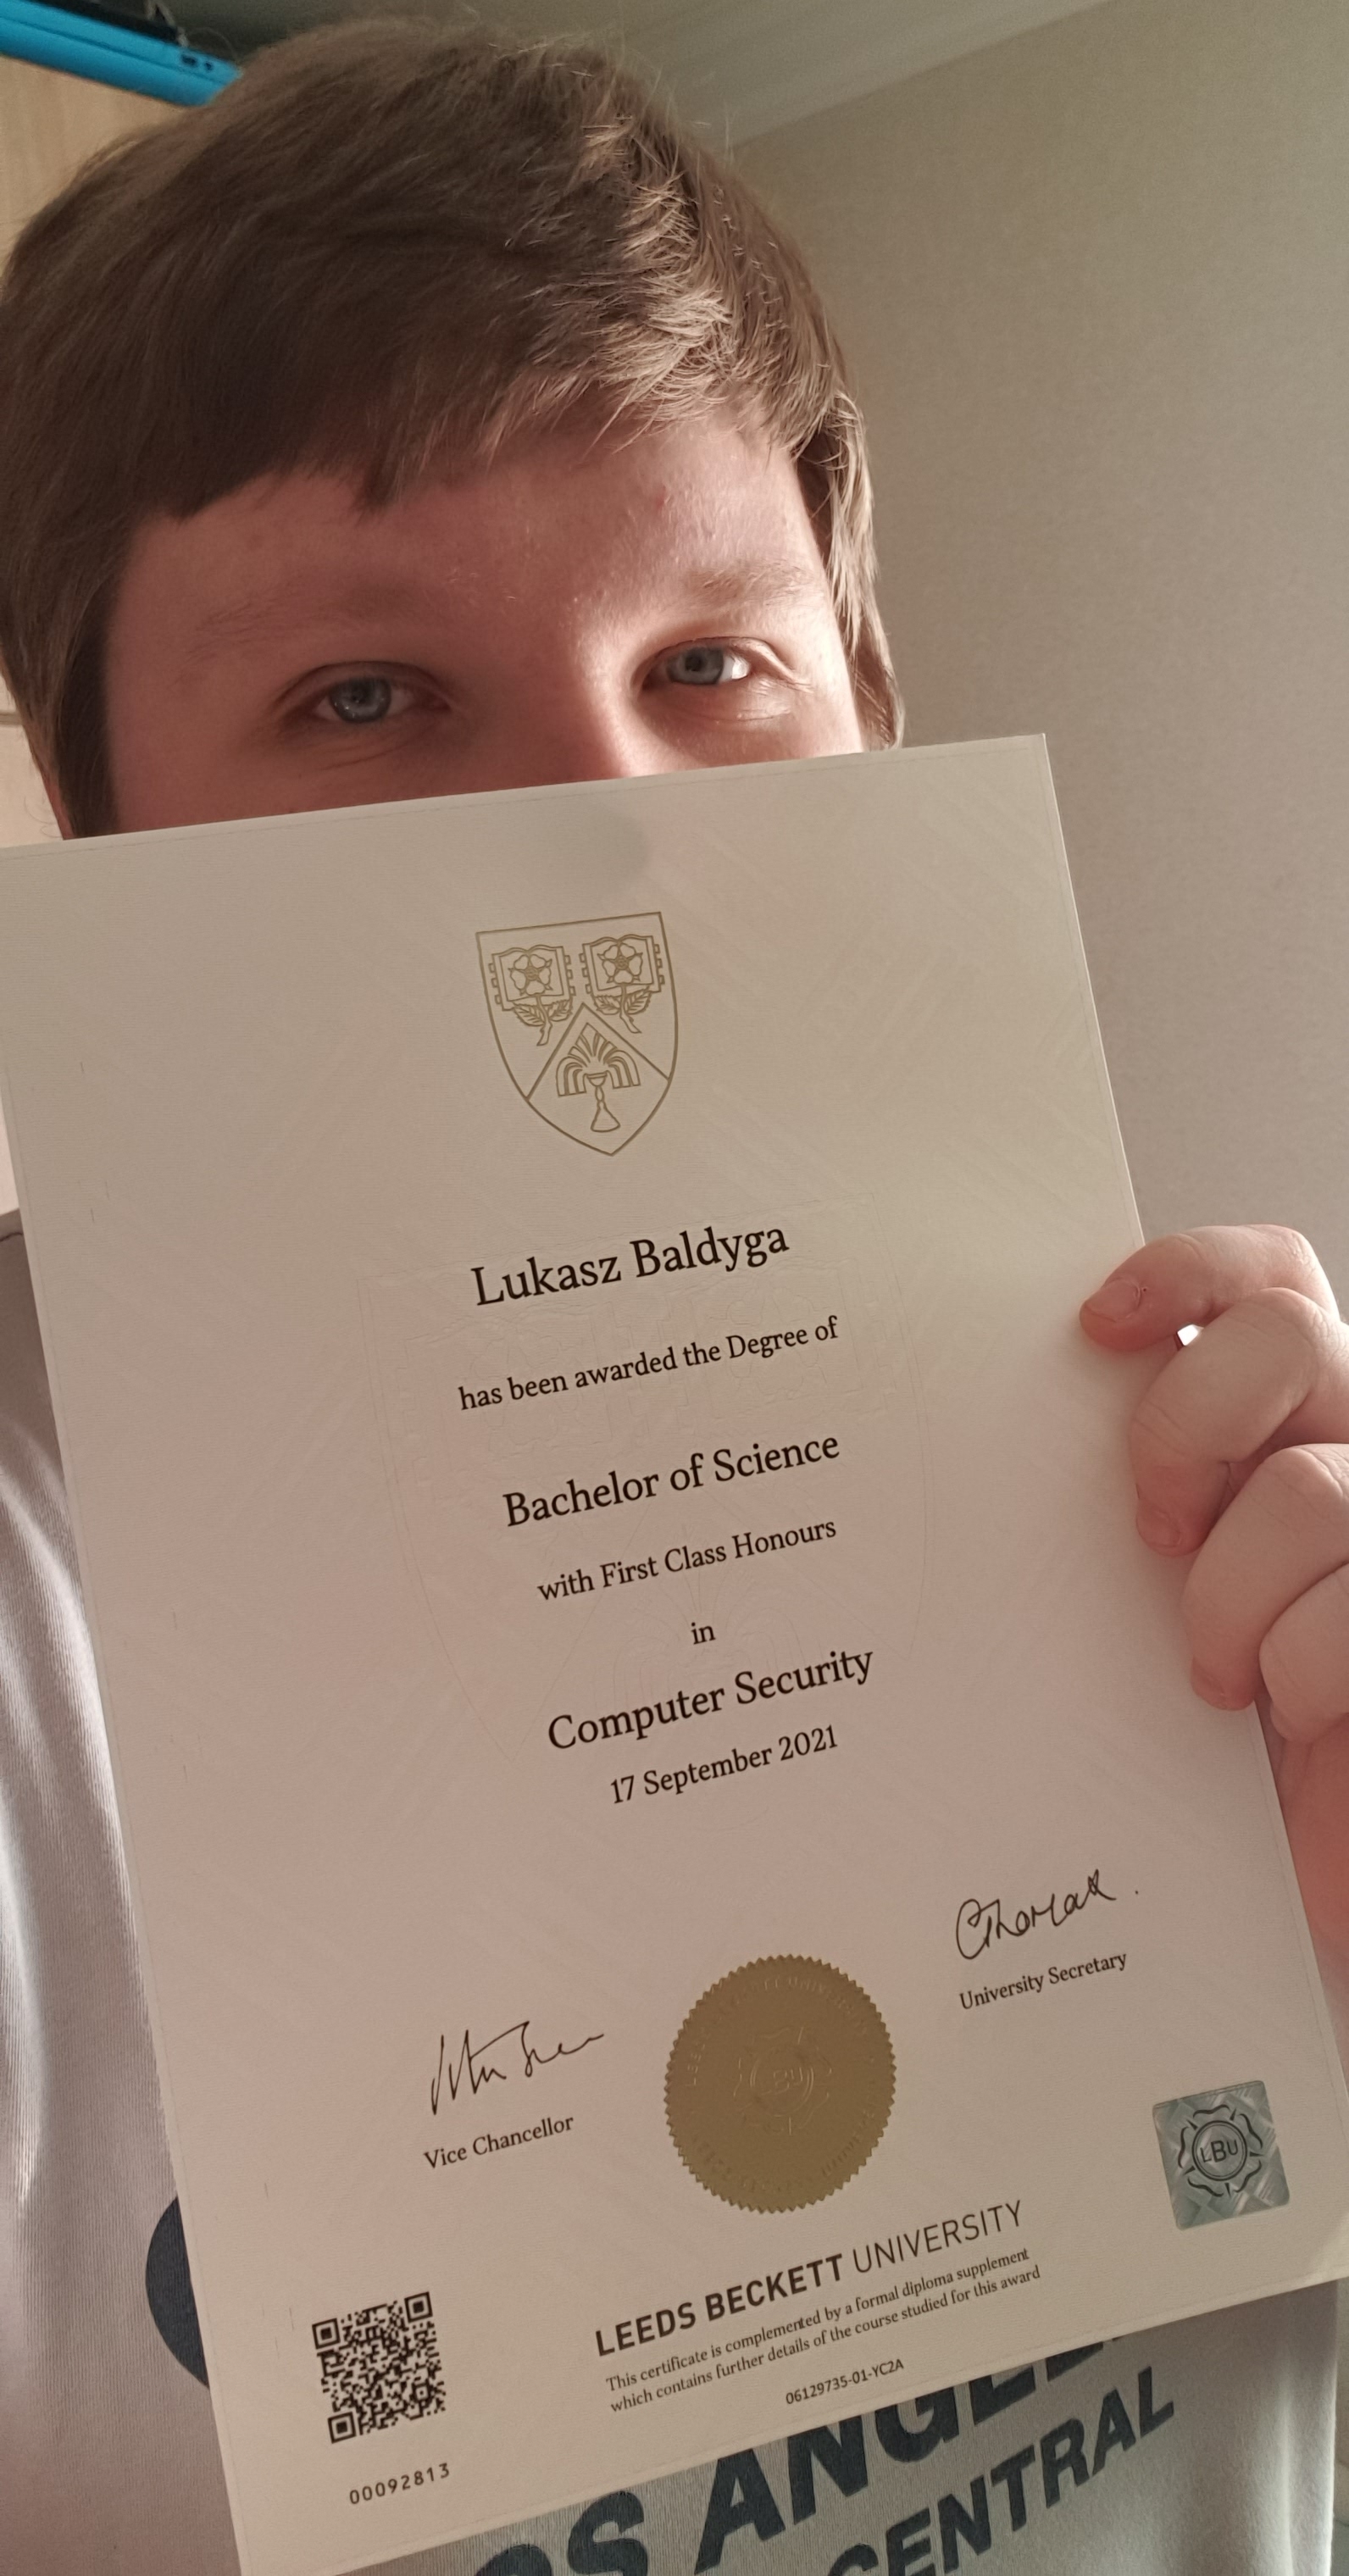 Lukasz Baldyga
has been awarded the Degree of
Bachelor of Science
with First Class Honours
in
Computer Security
17 September 2021
Vice Chancellor
University Secretary
LBU
LBU
LEEDS BECKETT UNIVERSITY
This certificate is complemented by a formal diploma supplement
which contains further details of the course studied for this award
06129735-01-YC2A
00092813
OS ANGELE
CENTRAL